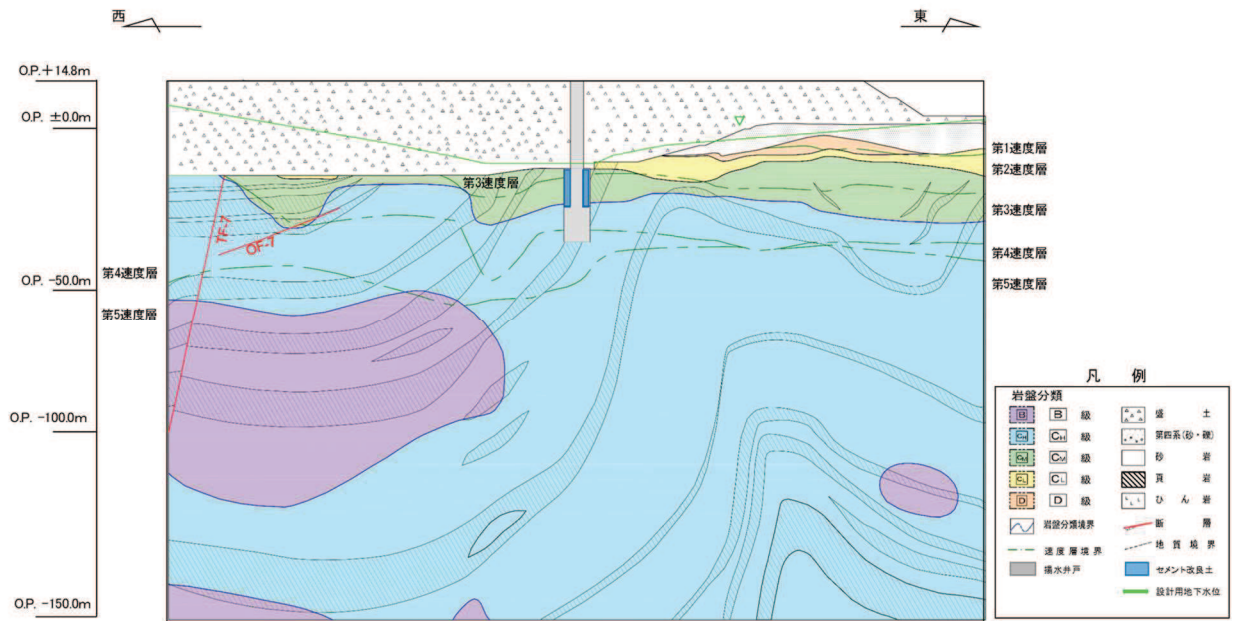 西
東
O.P.+14.8m
O.P. ±0.0m
O.P. -50.0m
O.P. -100.0m
O.P. -150.0m
第1速度層
第2速度層
第3速度層
第3速度層
第4速度層
第5速度層
第4速度層
第5速度層
TF-7
OF-7
凡 例
岩盤分類
B B 級
CH CH 級
CM CM 級
CL CL 級
D D 級
岩盤分類境界
速度層境界
揚水井戸
盛 土
第四系(砂・礫)
砂 岩
頁 岩
ひん岩
断 層
地質境界
セメント改良土
設計用地下水位